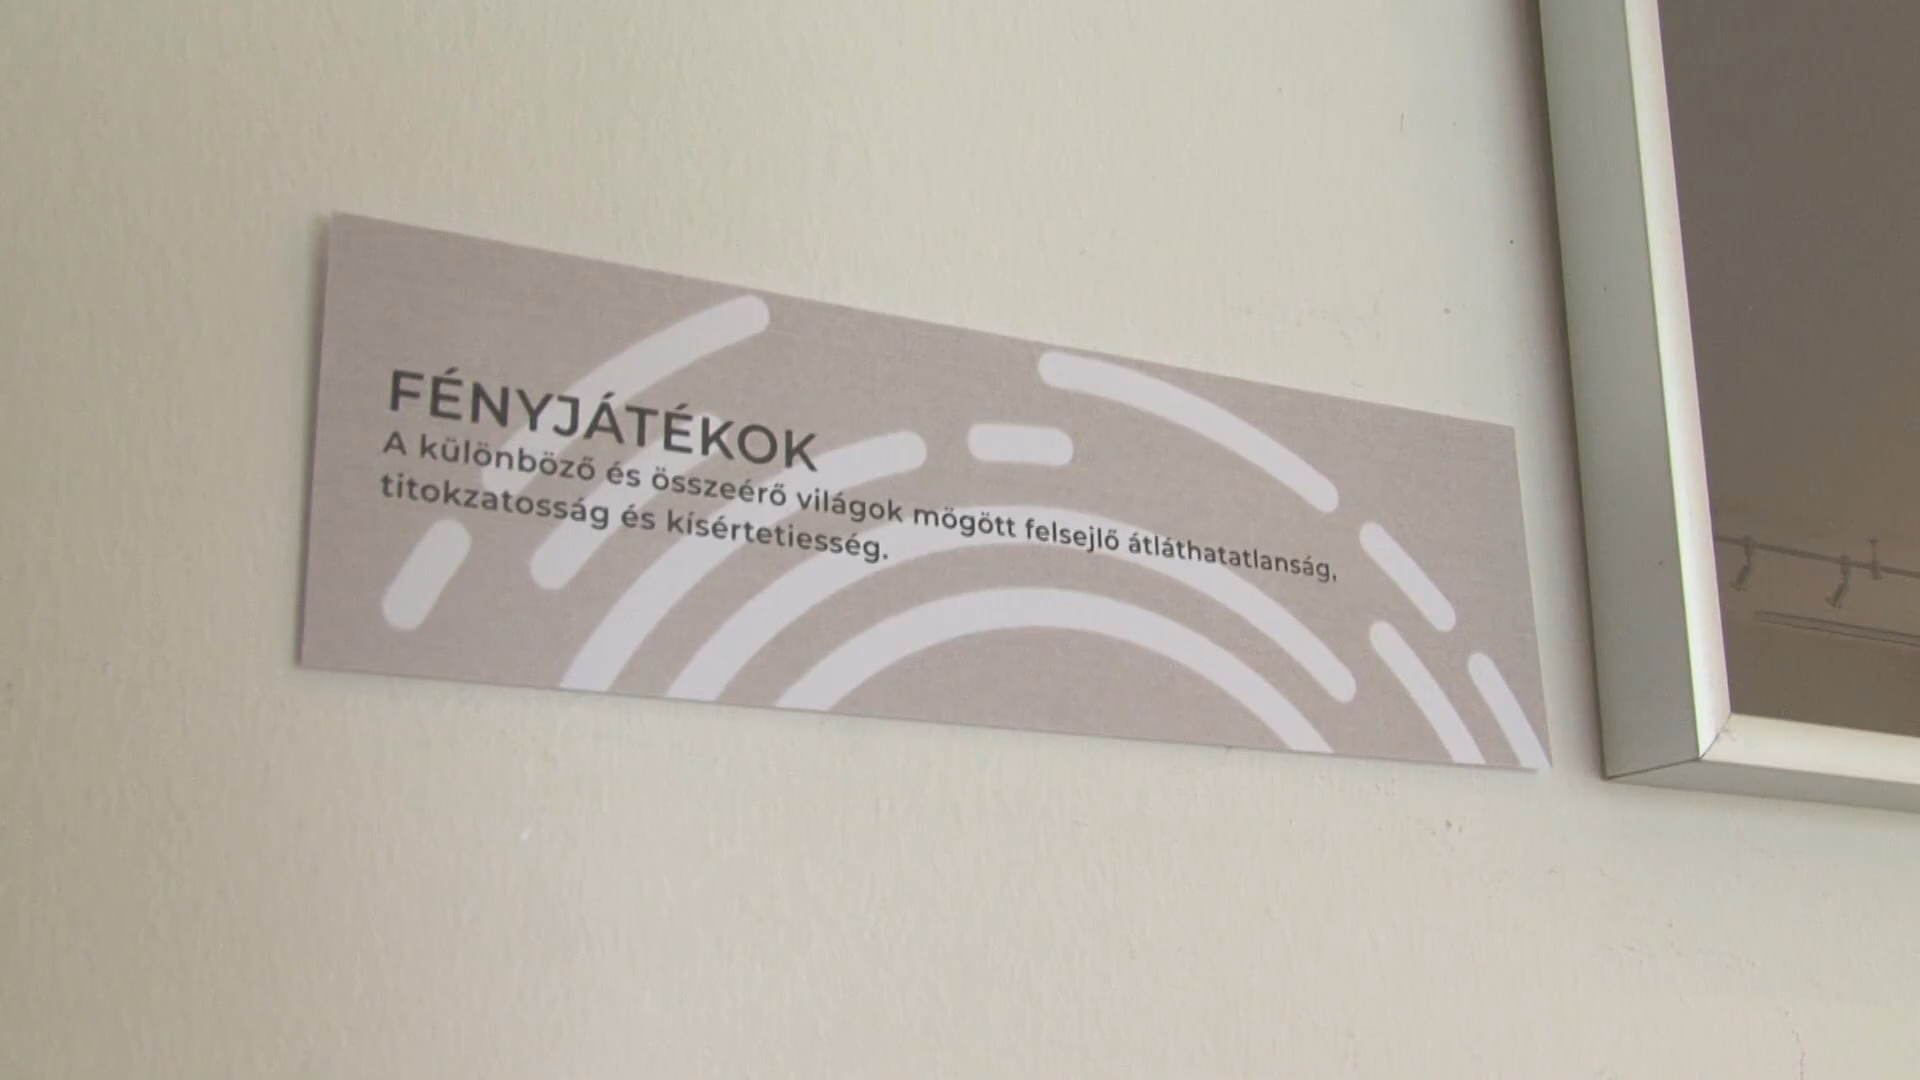 FÉNYJÁTÉKOK
A különböző és összeérő világok mögött felsejlő átláthatatlanság,
titokzatosság és kísértetiesség.